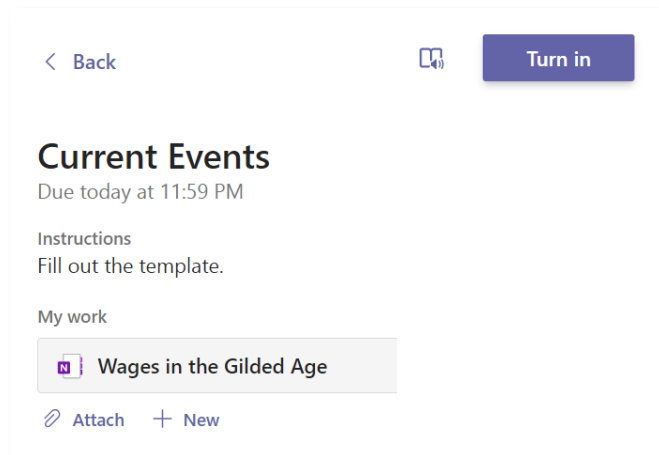 Back
Turn in
Current Events
Due today at 11:59 PM
Instructions
Fill out the template.
My work
N
Wages in the Gilded Age
Attach
New